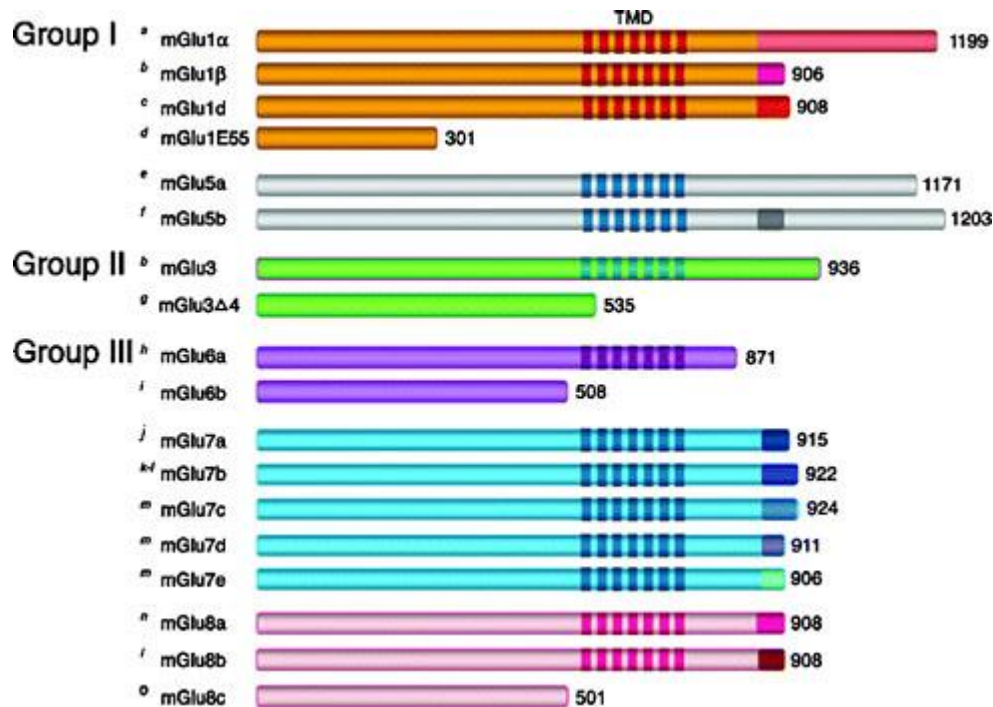 TMD
Group I
a mGlu1α 1199
b mGlu1β 906
c mGlu1d 908
d mGlu1E55 301
e mGlu5a 1171
f mGlu5b 1203
Group II
b mGlu3 936
g mGlu3Δ4 535
Group III
h mGlu6a 871
i mGlu6b 508
j mGlu7a 915
k-l mGlu7b 922
m mGlu7c 924
m mGlu7d 911
m mGlu7e 906
n mGlu8a 908
mGlu8b 908
o mGlu8c 501